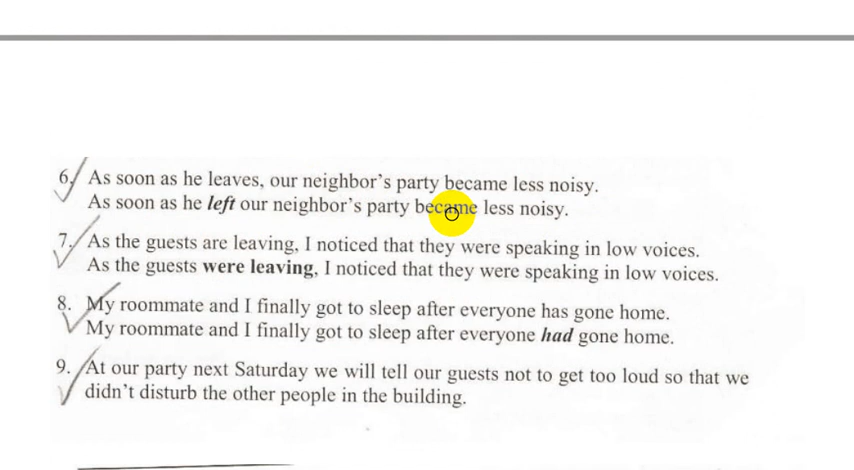 6. As soon as he leaves, our neighbor's party became less noisy.
As soon as he left our neighbor's party became less noisy.
7. As the guests are leaving, I noticed that they were speaking in low voices.
As the guests were leaving, I noticed that they were speaking in low voices.
8. My roommate and I finally got to sleep after everyone has gone home.
My roommate and I finally got to sleep after everyone had gone home.
9. At our party next Saturday we will tell our guests not to get too loud so that we
didn't disturb the other people in the building.